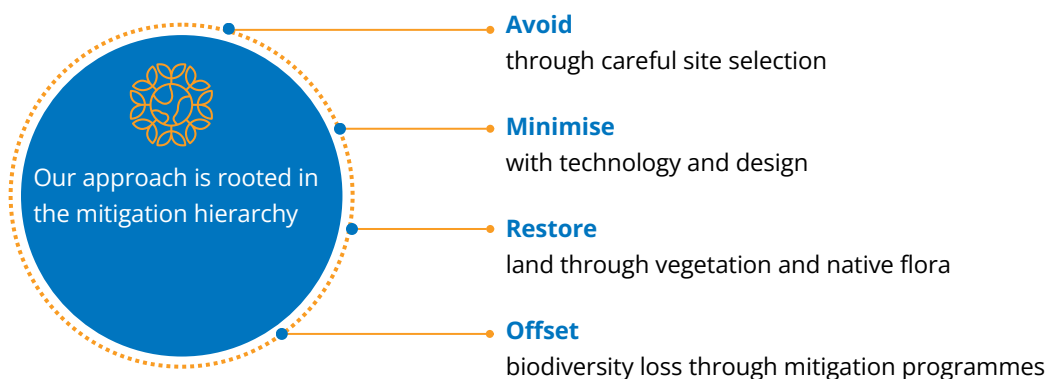 Our approach is rooted in
the mitigation hierarchy
Avoid
through careful site selection
Minimise
with technology and design
Restore
land through vegetation and native flora
Offset
biodiversity loss through mitigation programmes